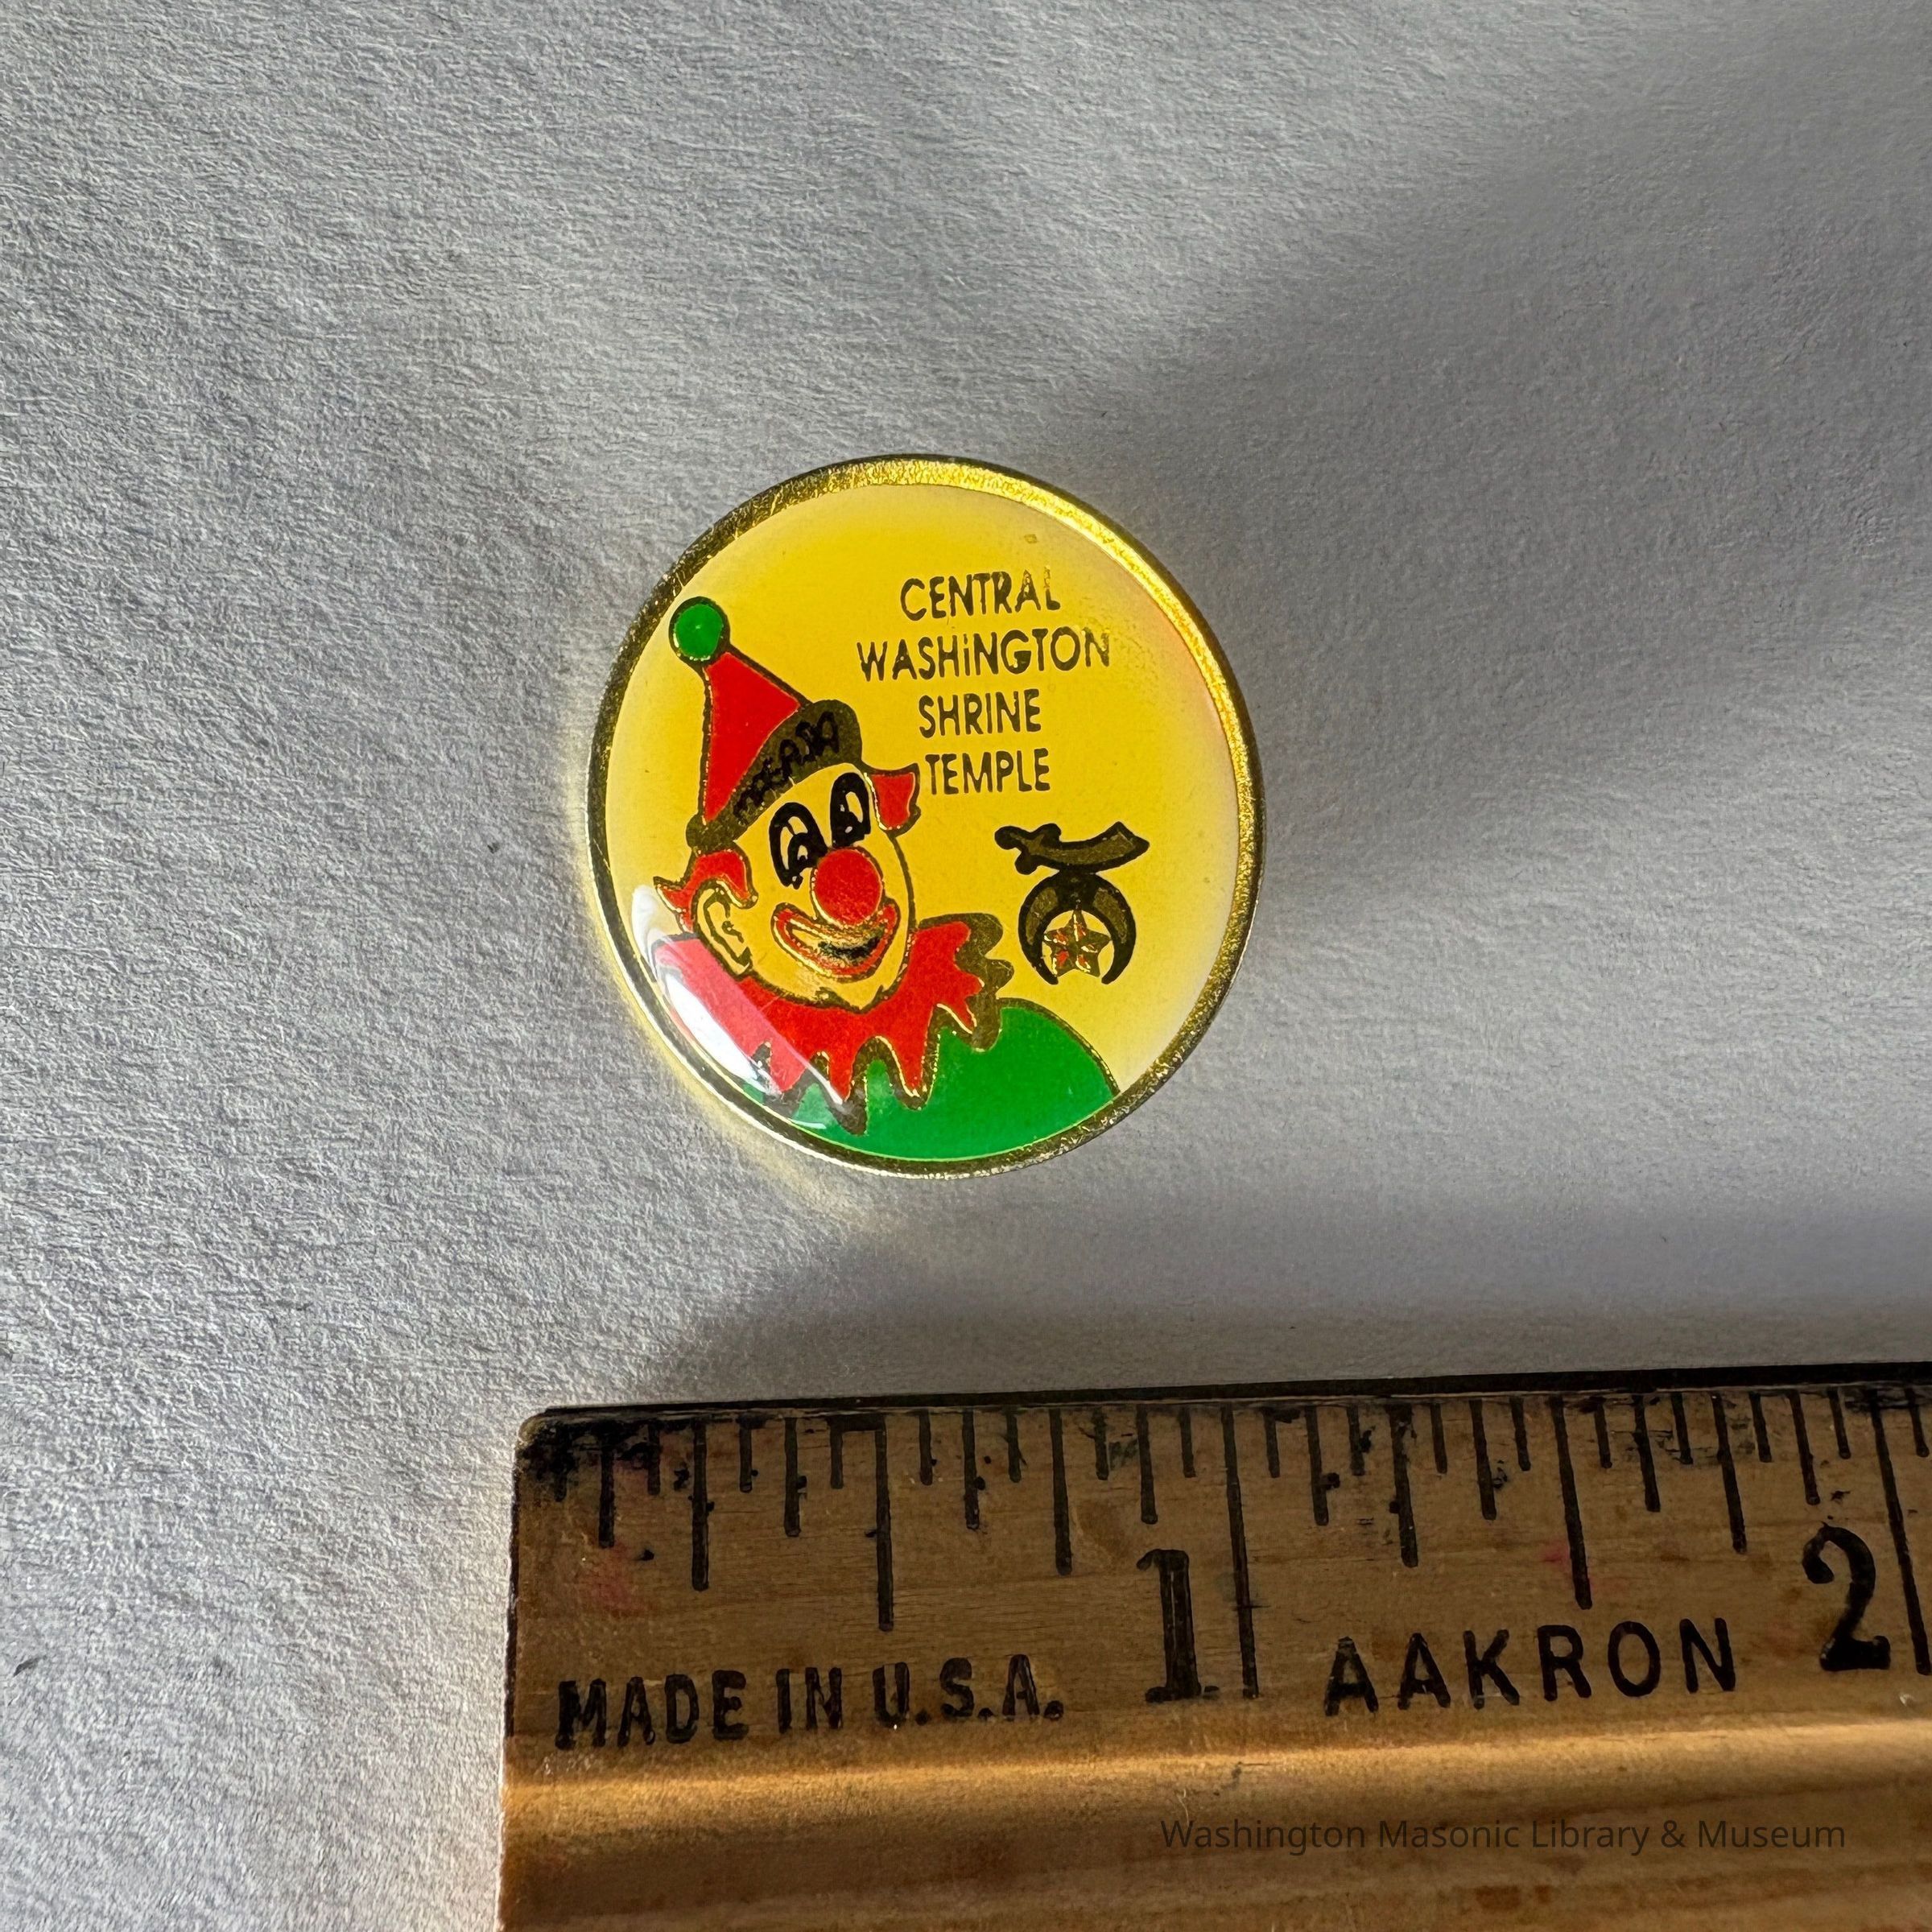 CENTRAL
WASHiNGTON
SHRINE
TEMPLE
1
2
MADE IN U.S.A.
AAKRON
Washington Masonic Library & Museum